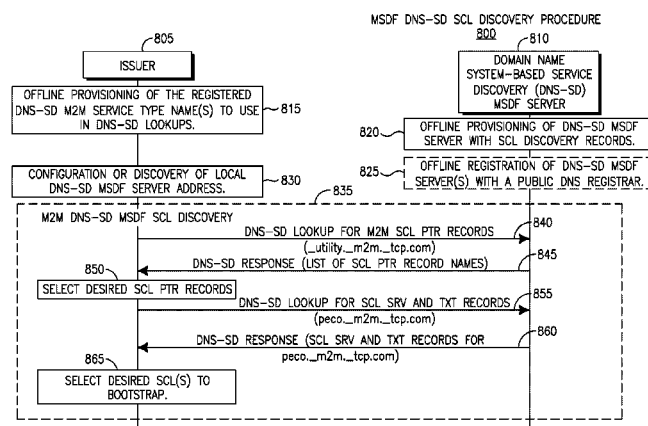 MSDF DNS-SD SCL DISCOVERY PROCEDURE
800
805
810
ISSUER
DOMAIN NAME
SYSTEM-BASED SERVICE
DISCOVERY (DNS-SD)
MSDF SERVER
OFFLINE PROVISIONING OF THE REGISTERED
DNS-SD M2M SERVICE TYPE NAME(S) TO USE
IN DNS-SD LOOKUPS.
815
820
OFFLINE PROVISIONING OF DNS-SD MSDF
SERVER WITH SCL DISCOVERY RECORDS.
825
OFFLINE REGISTRATION OF DNS-SD MSDF
SERVER(S) WITH A PUBLIC DNS REGISTRAR.
CONFIGURATION OR DISCOVERY OF LOCAL
DNS-SD MSDF SERVER ADDRESS.
830
835
M2M DNS-SD MSDF SCL DISCOVERY
DNS-SD LOOKUP FOR M2M SCL PTR RECORDS
(_utility._m2m._tcp.com)
840
DNS-SD RESPONSE (LIST OF SCL PTR RECORD NAMES)
845
850
SELECT DESIRED SCL PTR RECORDS
DNS-SD LOOKUP FOR SCL SRV AND TXT RECORDS
(peco._m2m._tcp.com)
855
DNS-SD RESPONSE (SCL SRV AND TXT RECORDS FOR
peco._m2m._tcp.com)
860
865
SELECT DESIRED SCL(S) TO
BOOTSTRAP.